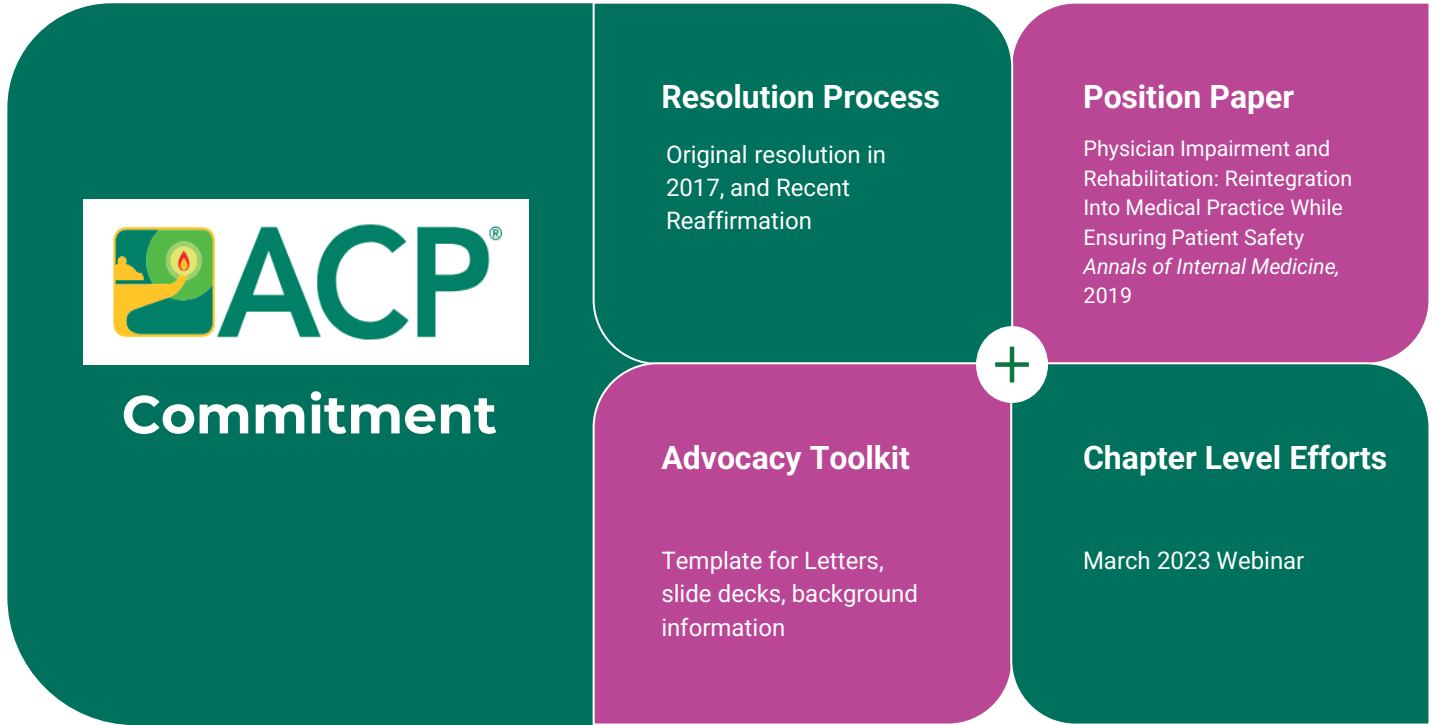 ACP®
Commitment
Resolution Process
Original resolution in
2017, and Recent
Reaffirmation
Position Paper
Physician Impairment and
Rehabilitation: Reintegration
Into Medical Practice While
Ensuring Patient Safety
Annals of Internal Medicine,
2019
+
Advocacy Toolkit
Template for Letters,
slide decks, background
information
Chapter Level Efforts
March 2023 Webinar